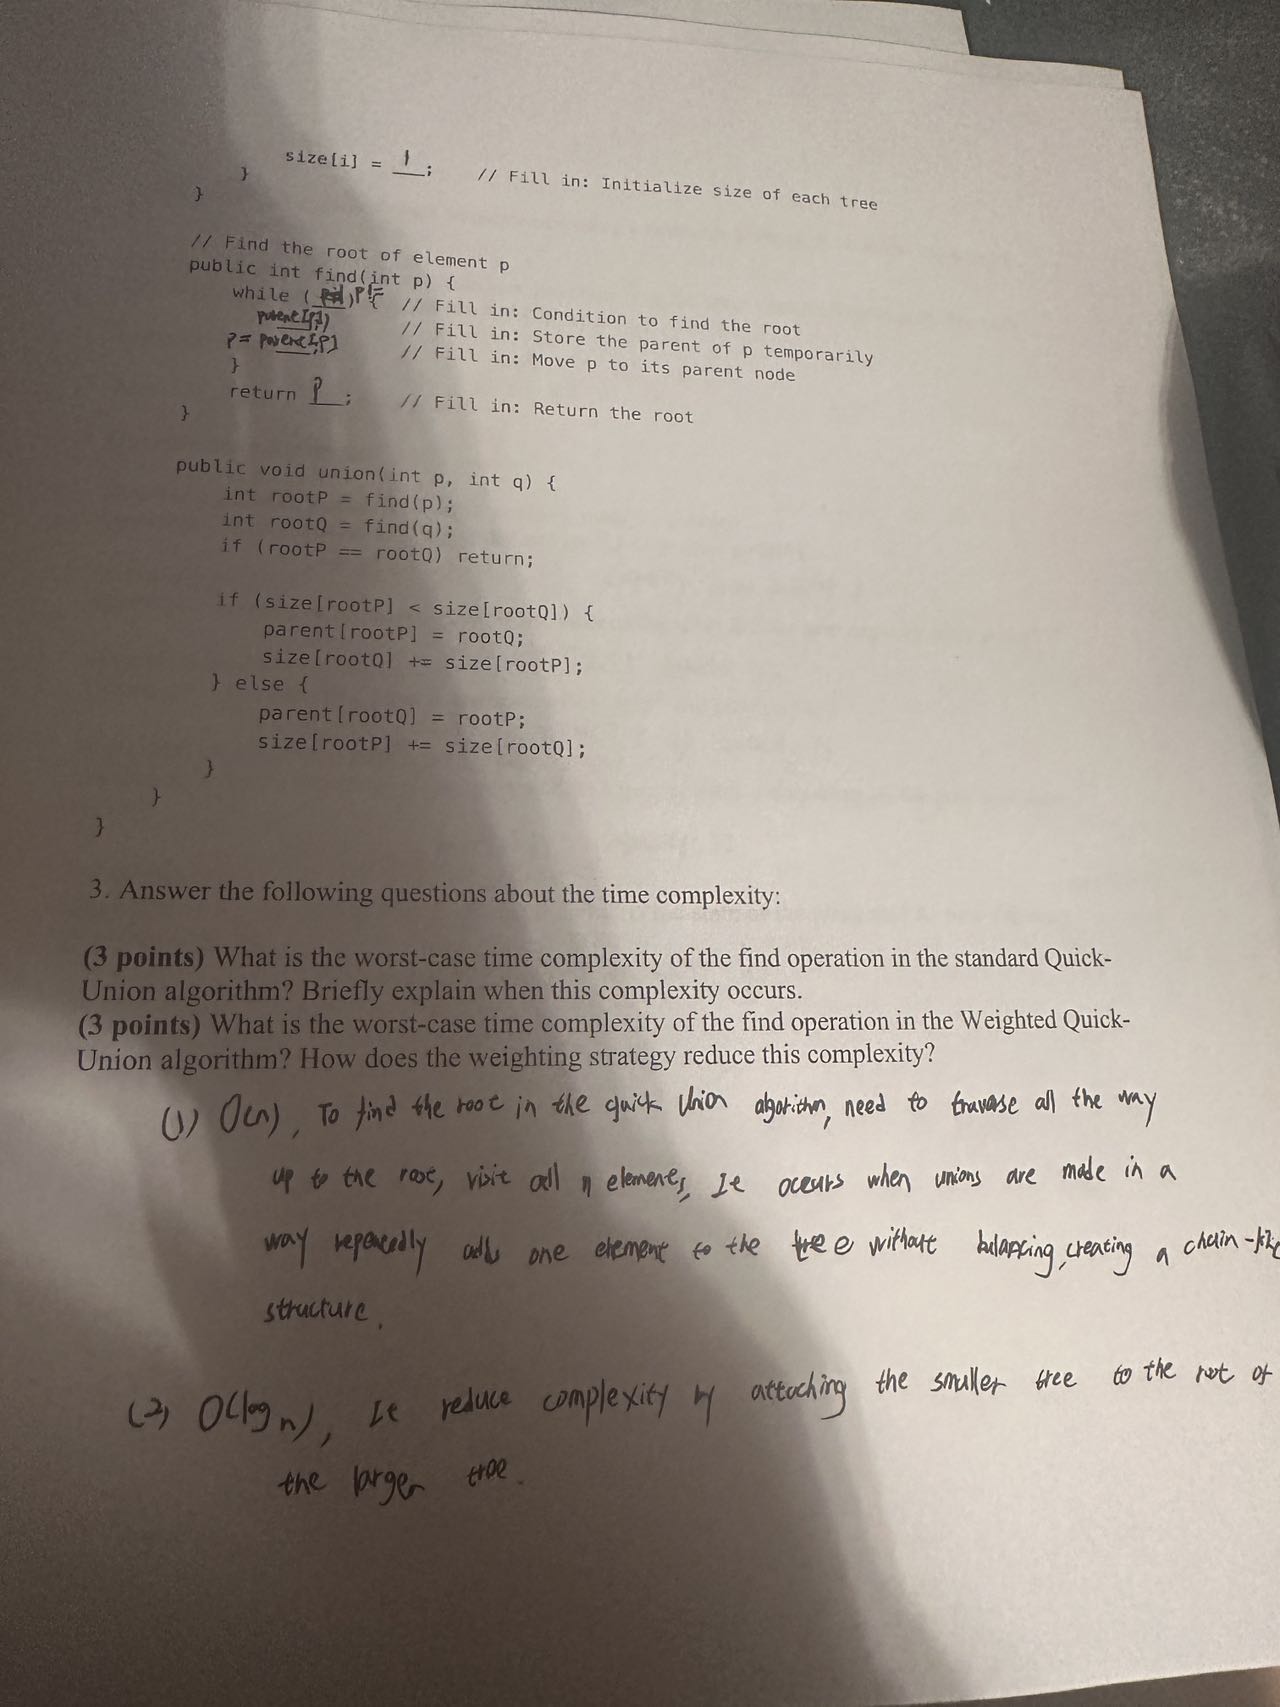 size[i] = 1; // Fill in: Initialize size of each tree
}
}
// Find the root of element p
public int find(int p) {
while ( ) p != { // Fill in: Condition to find the root
parent[p]) // Fill in: Store the parent of p temporarily
p = parent[p] // Fill in: Move p to its parent node
}
return p; // Fill in: Return the root
}
public void union(int p, int q) {
int rootP = find(p);
int rootQ = find(q);
if (rootP == rootQ) return;
if (size[rootP] < size[rootQ]) {
parent[rootP] = rootQ;
size[rootQ] += size[rootP];
} else {
parent[rootQ] = rootP;
size[rootP] += size[rootQ];
}
}
}
3. Answer the following questions about the time complexity:
(3 points) What is the worst-case time complexity of the find operation in the standard Quick-
Union algorithm? Briefly explain when this complexity occurs.
(3 points) What is the worst-case time complexity of the find operation in the Weighted Quick-
Union algorithm? How does the weighting strategy reduce this complexity?
(1) O(n), To find the root in the quick Union algorithm, need to traverse all the way
up to the root, visit all n elements, It occurs when unions are made in a
way repeatedly adds one element to the tree without balancing, creating a chain-like
structure.
(2) O(log n), It reduce complexity by attaching the smaller tree to the root of
the larger tree.